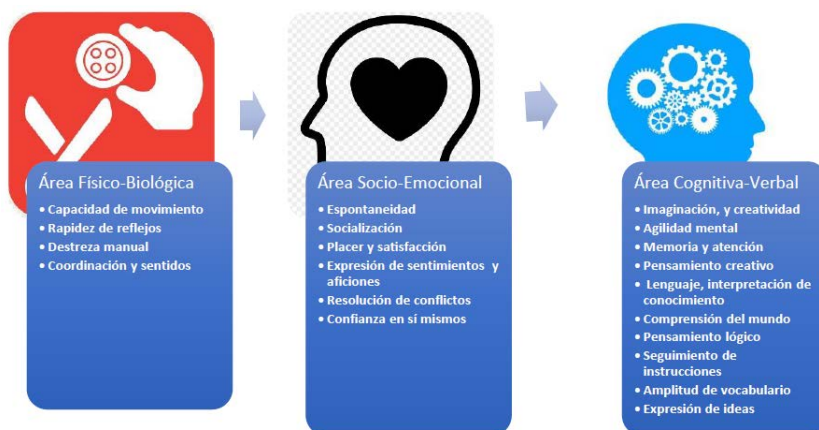 Área Físico-Biológica
• Capacidad de movimiento
• Rapidez de reflejos
• Destreza manual
• Coordinación y sentidos
Área Socio-Emocional
• Espontaneidad
• Socialización
• Placer y satisfacción
• Expresión de sentimientos y
aficiones
• Resolución de conflictos
• Confianza en sí mismos
Área Cognitiva-Verbal
• Imaginación, y creatividad
• Agilidad mental
• Memoria y atención
• Pensamiento creativo
• Lenguaje, interpretación de
conocimiento
• Comprensión del mundo
• Pensamiento lógico
• Seguimiento de
instrucciones
• Amplitud de vocabulario
• Expresión de ideas